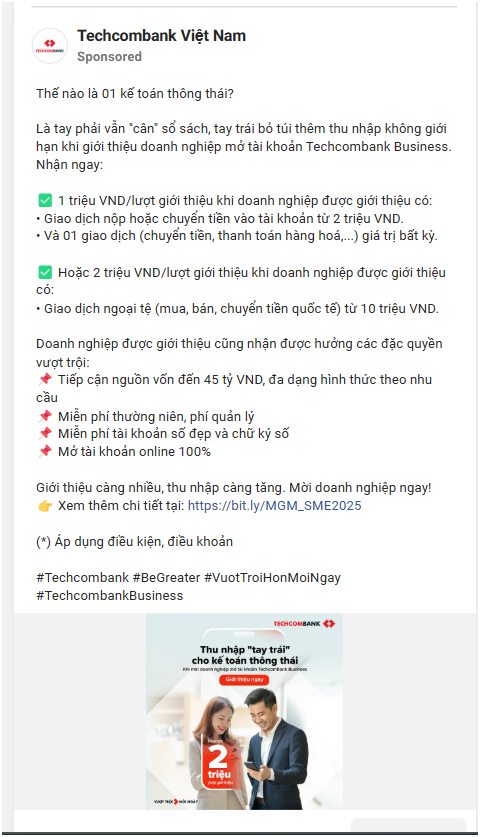 Techcombank Việt Nam
Sponsored
TECHCOMBANK
Thế nào là 01 kế toán thông thái?
Là tay phải vẫn "cân" sổ sách, tay trái bỏ túi thêm thu nhập không giới
hạn khi giới thiệu doanh nghiệp mở tài khoản Techcombank Business.
Nhận ngay:
✅ 1 triệu VND/lượt giới thiệu khi doanh nghiệp được giới thiệu có:
• Giao dịch nộp hoặc chuyển tiền vào tài khoản từ 2 triệu VND.
• Và 01 giao dịch (chuyển tiền, thanh toán hàng hoá,...) giá trị bất kỳ.
✅ Hoặc 2 triệu VND/lượt giới thiệu khi doanh nghiệp được giới thiệu
có:
• Giao dịch ngoại tệ (mua, bán, chuyển tiền quốc tế) từ 10 triệu VND.
Doanh nghiệp được giới thiệu cũng nhận được hưởng các đặc quyền
vượt trội:
📌 Tiếp cận nguồn vốn đến 45 tỷ VND, đa dạng hình thức theo nhu
cầu
📌 Miễn phí thường niên, phí quản lý
📌 Miễn phí tài khoản số đẹp và chữ ký số
📌 Mở tài khoản online 100%
Giới thiệu càng nhiều, thu nhập càng tăng. Mời doanh nghiệp ngay!
👉 Xem thêm chi tiết tại: https://bit.ly/MGM_SME2025
(*) Áp dụng điều kiện, điều khoản
#Techcombank #BeGreater #VuotTroiHonMoiNgay
#TechcombankBusiness
TECHCOMBANK
Thu nhập "tay trái"
cho kế toán thông thái
Khi mời doanh nghiệp mở tài khoản Techcombank Business
Giới thiệu ngay
2
triệu
VƯỢT TRỘI MỖI NGÀY